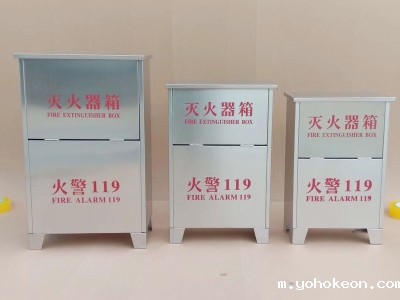 灭火器箱
FIRE EXTINGUISHER BOX
火警119
FIRE ALARM 119
灭火器箱
FIRE EXTINGUISHER BOX
火警119
FIRE ALARM 119
灭火器箱
FIRE EXTINGUISHER BOX
火警119
FIRE ALARM 119
m.yohokeon.com